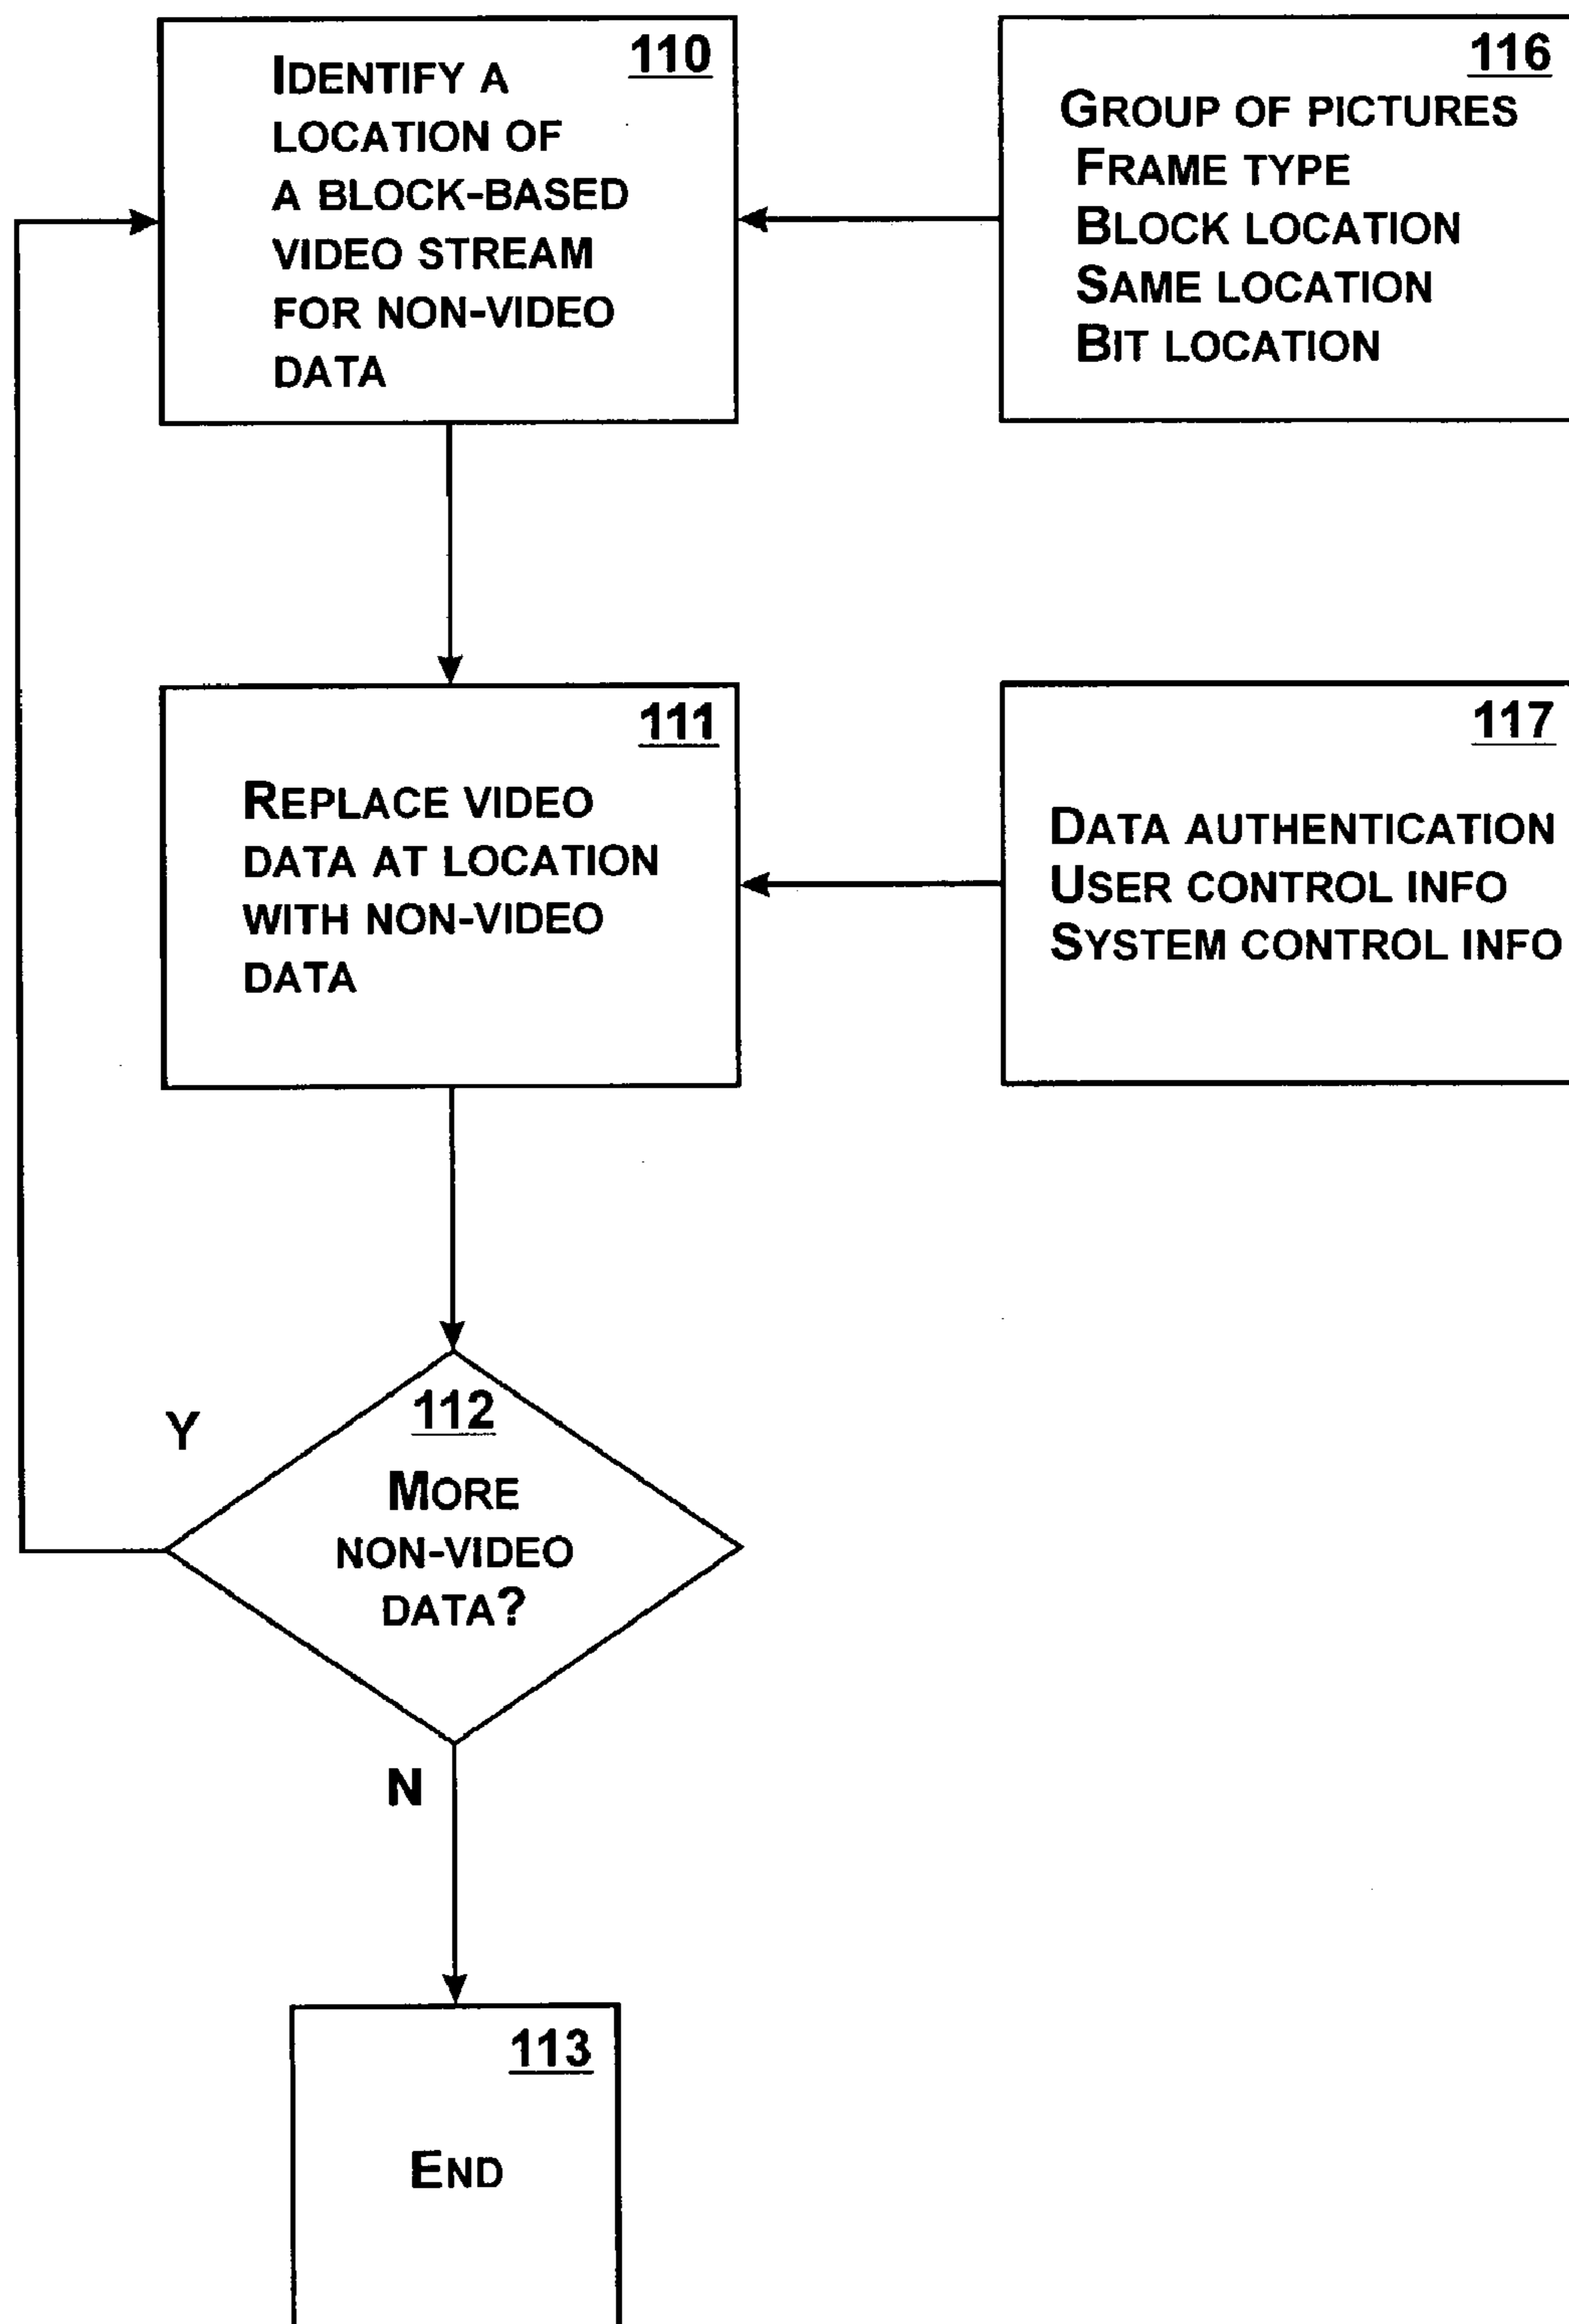 110
IDENTIFY A
LOCATION OF
A BLOCK-BASED
VIDEO STREAM
FOR NON-VIDEO
DATA
116
GROUP OF PICTURES
FRAME TYPE
BLOCK LOCATION
SAME LOCATION
BIT LOCATION
111
REPLACE VIDEO
DATA AT LOCATION
WITH NON-VIDEO
DATA
117
DATA AUTHENTICATION
USER CONTROL INFO
SYSTEM CONTROL INFO
112
MORE
NON-VIDEO
DATA?
Y
N
113
END